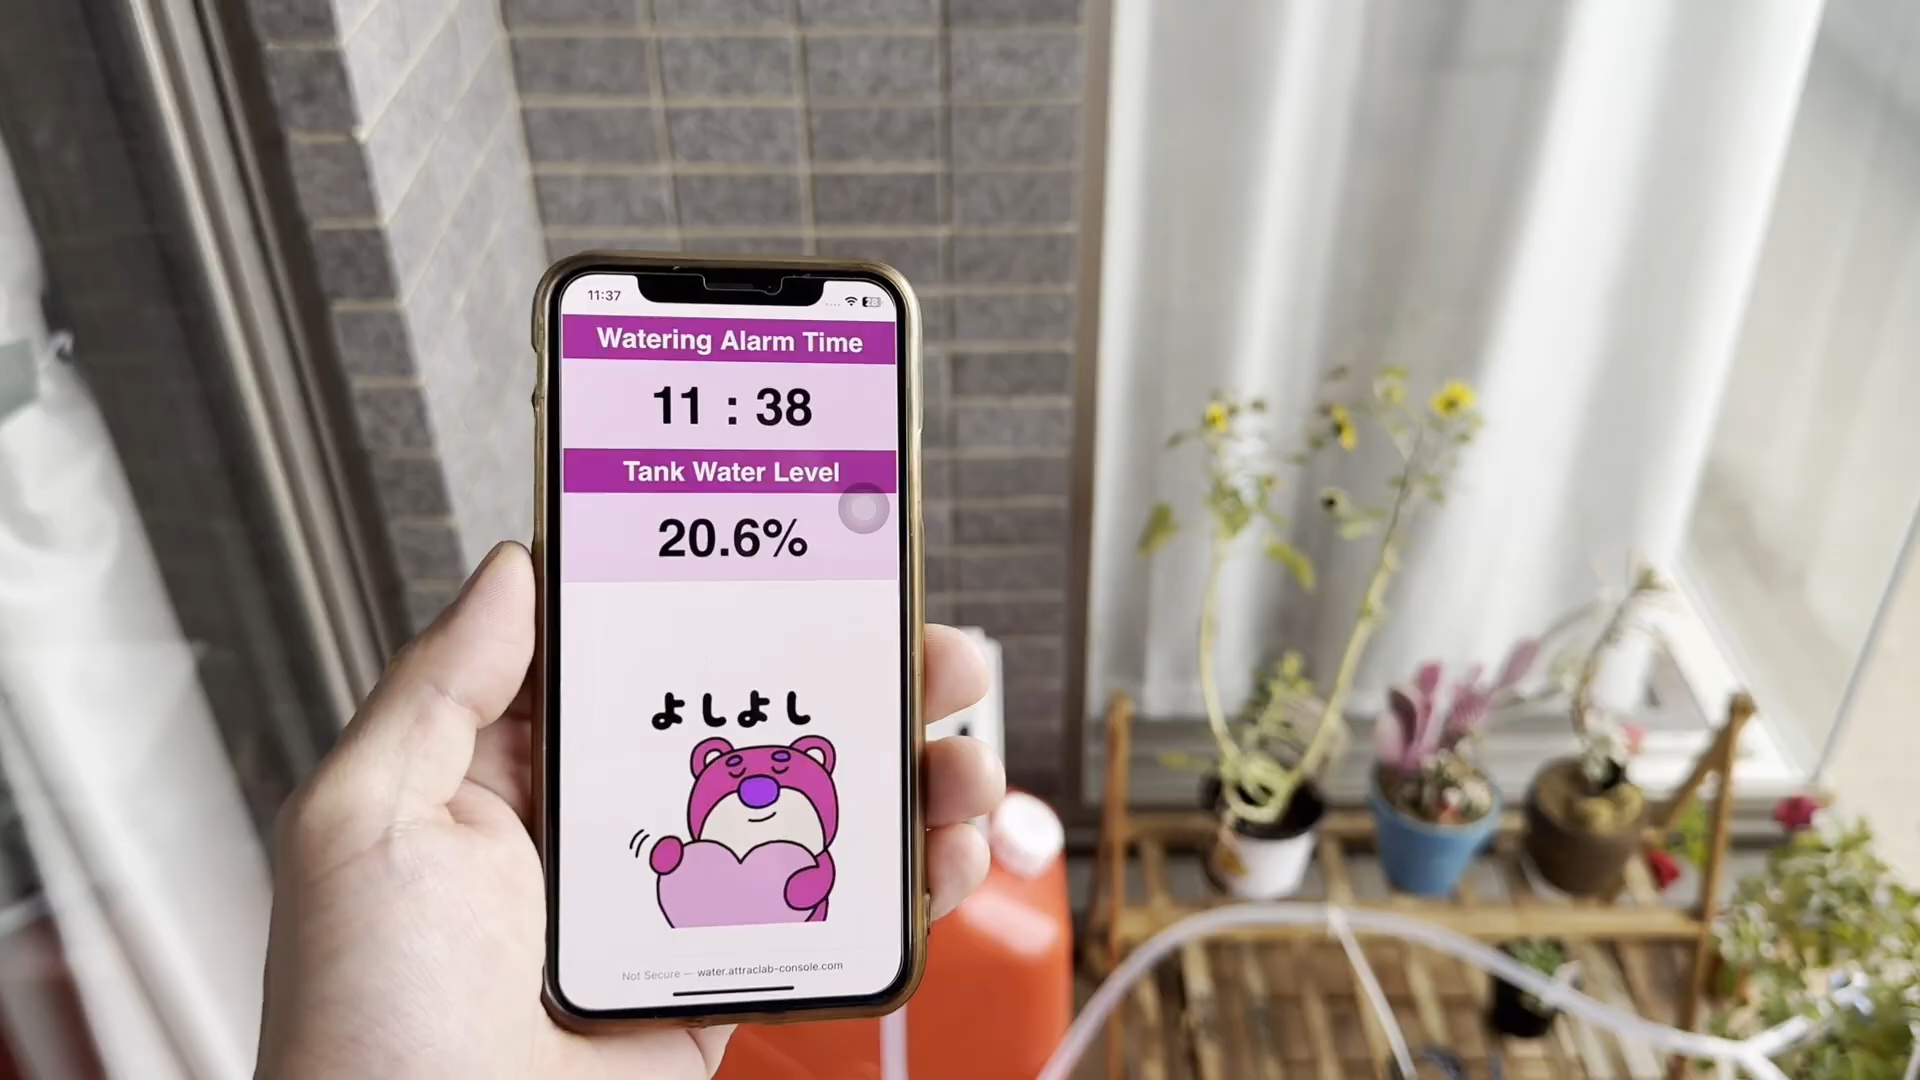 11:37
28
Watering Alarm Time
11 : 38
Tank Water Level
20.6%
よしよし
Not Secure — water.attraclab-console.com